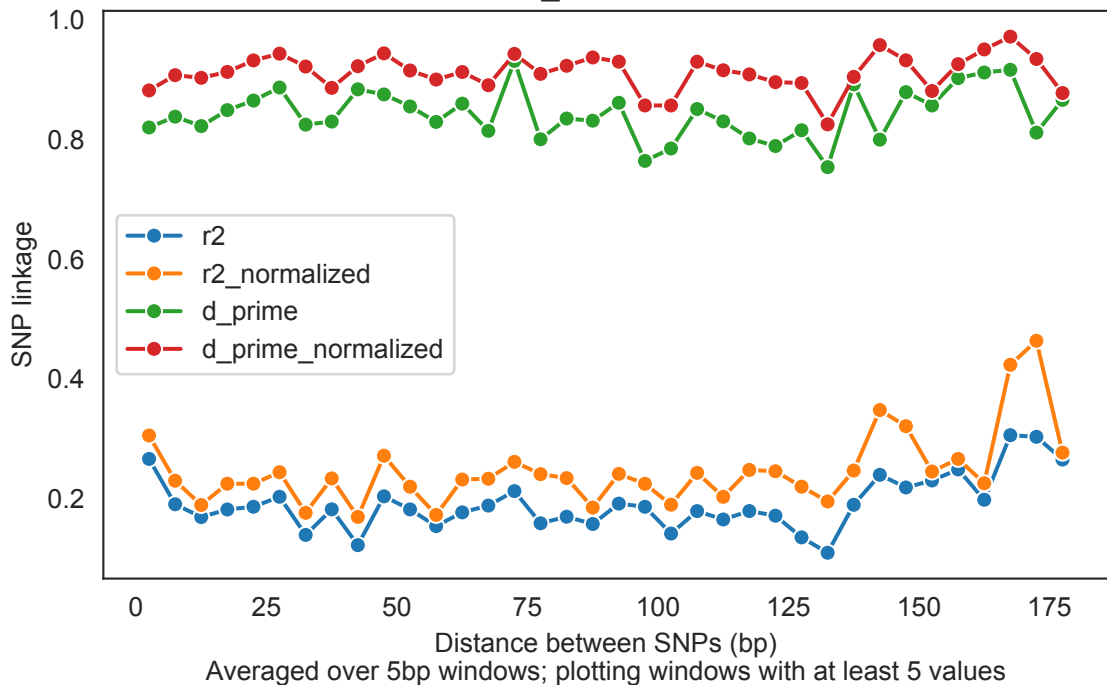 _
1.0
0.8
0.6
0.4
0.2
SNP linkage
r2
r2_normalized
d_prime
d_prime_normalized
0 25 50 75 100 125 150 175
Distance between SNPs (bp)
Averaged over 5bp windows; plotting windows with at least 5 values